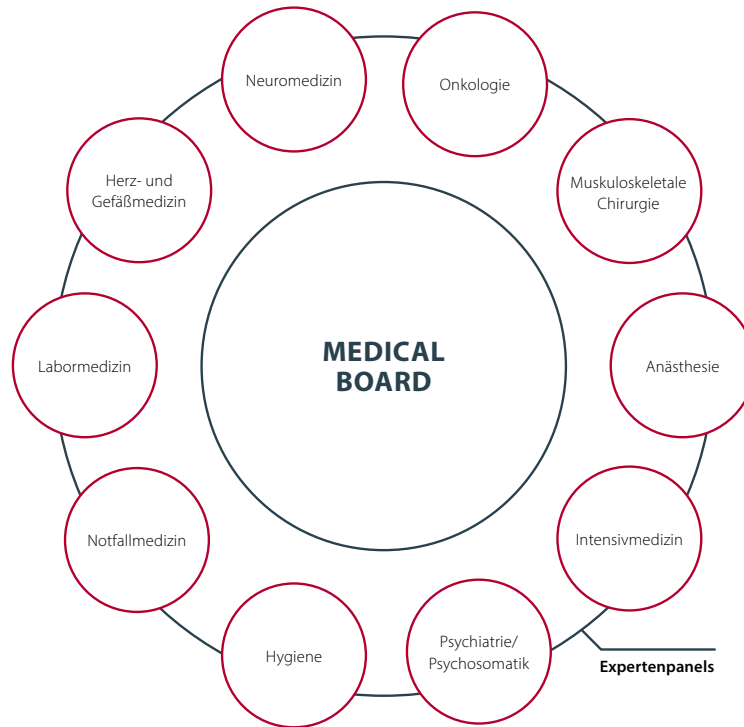 Neuromedizin
Onkologie
Herz- und
Gefäßmedizin
Muskuloskeletale
Chirurgie
MEDICAL
BOARD
Labormedizin
Anästhesie
Notfallmedizin
Intensivmedizin
Hygiene
Psychiatrie/
Psychosomatik
Expertenpanels